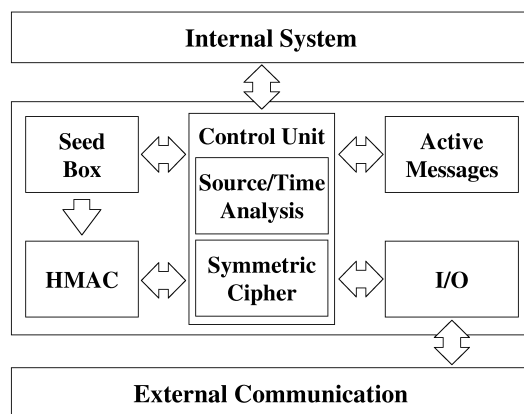 Internal System
Seed
Box
Control Unit
Source/Time
Analysis
Active
Messages
HMAC
Symmetric
Cipher
I/O
External Communication